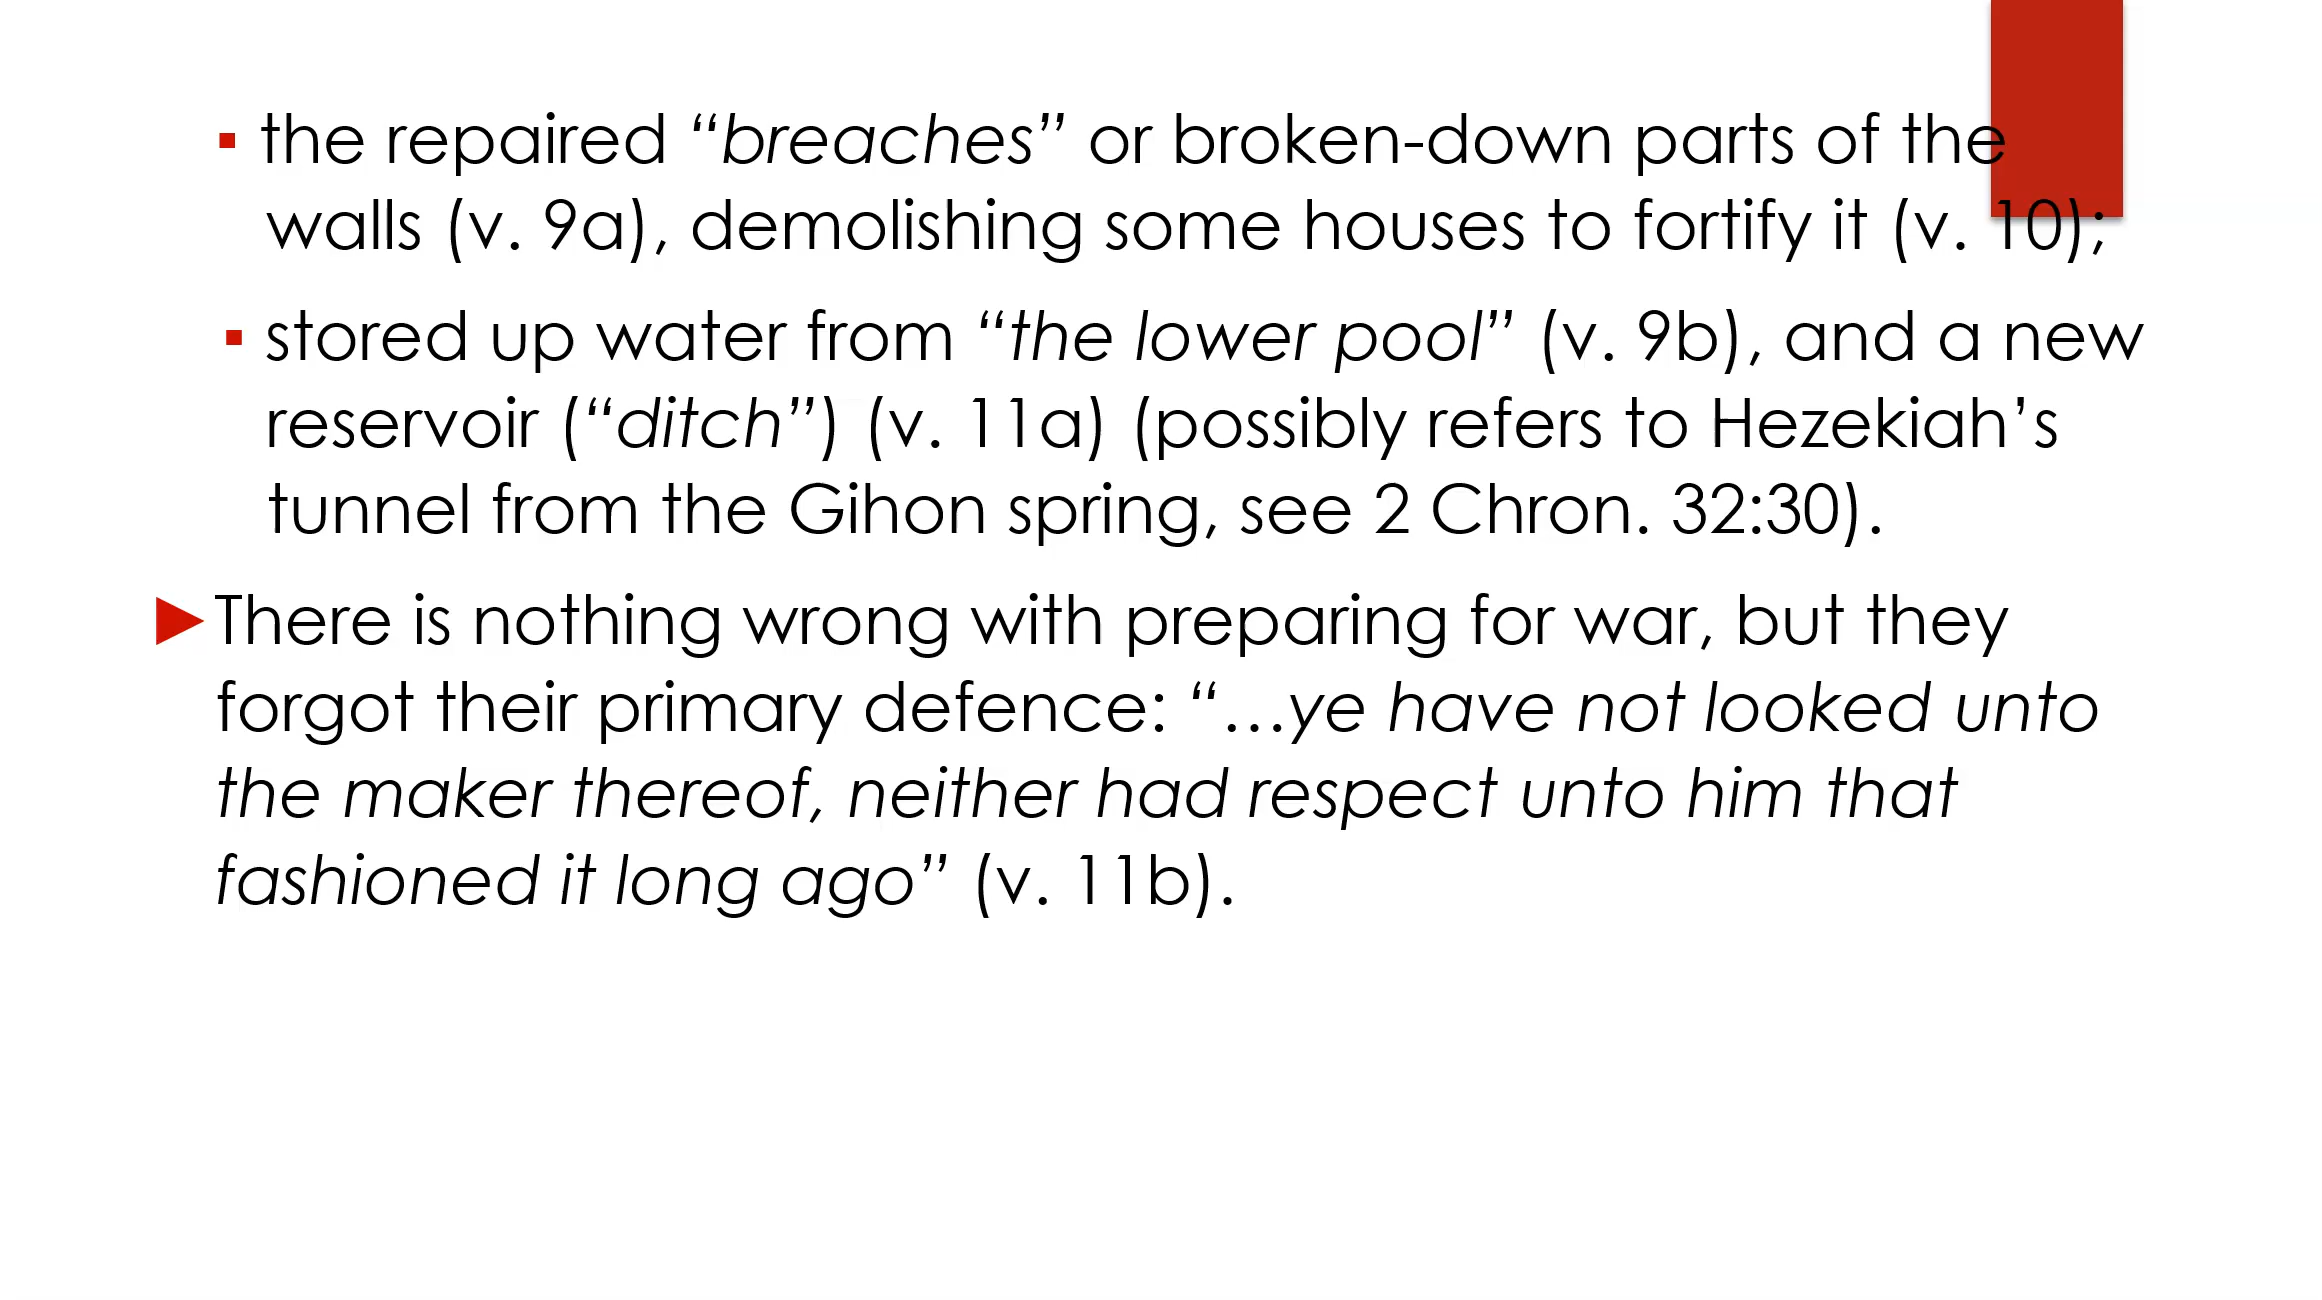 ▪ the repaired “breaches” or broken-down parts of the
walls (v. 9a), demolishing some houses to fortify it (v. 10);
▪ stored up water from “the lower pool” (v. 9b), and a new
reservoir (“ditch”) (v. 11a) (possibly refers to Hezekiah’s
tunnel from the Gihon spring, see 2 Chron. 32:30).
►There is nothing wrong with preparing for war, but they
forgot their primary defence: “…ye have not looked unto
the maker thereof, neither had respect unto him that
fashioned it long ago” (v. 11b).